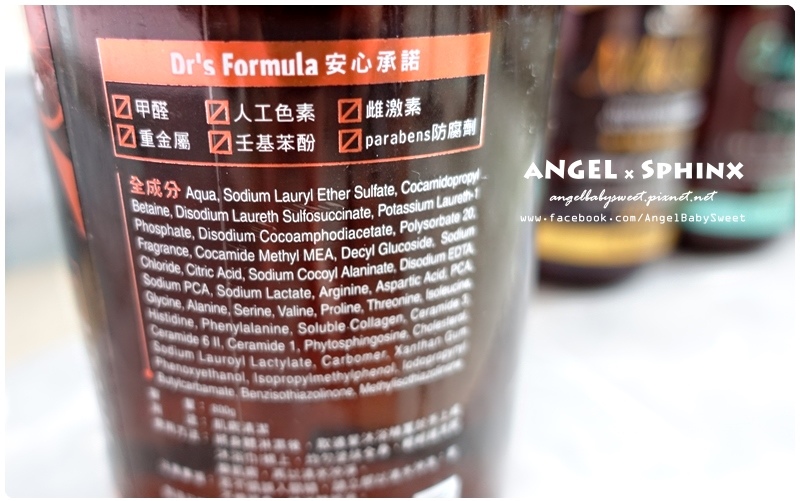 Dr's Formula 安心承諾
甲醛 人工色素 雌激素
重金屬 壬基苯酚 parabens防腐劑
全成分 Aqua, Sodium Lauryl Ether Sulfate, Cocamidopropyl
Betaine, Disodium Laureth Sulfosuccinate, Potassium Laureth-1
Phosphate, Disodium Cocoamphodiacetate, Polysorbate 20,
Fragrance, Cocamide Methyl MEA, Decyl Glucoside, Sodium
Chloride, Citric Acid, Sodium Cocoyl Alaninate, Disodium EDTA,
Sodium PCA, Sodium Lactate, Arginine, Aspartic Acid, PCA,
Glycine, Alanine, Serine, Valine, Proline, Threonine, Isoleucine,
Histidine, Phenylalanine, Soluble Collagen, Ceramide 3,
Ceramide 6 II, Ceramide 1, Phytosphingosine, Cholesterol,
Sodium Lauroyl Lactylate, Carbomer, Xanthan Gum,
Phenoxyethanol, Isopropylmethylphenol, Iodopropynyl
Butylcarbamate, Benzisothiazolinone, Methylisothiazolinone
ANGEL x SPHINX
angelbabysweet.pixnet.net
www.facebook.com/AngelBabySweet